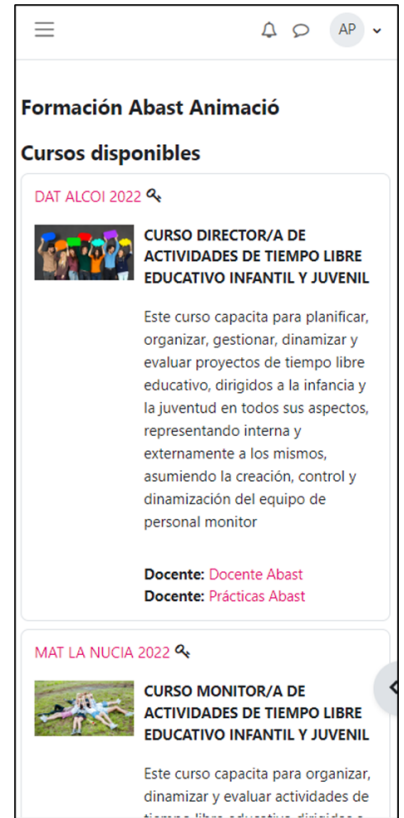 AP
Formación Abast Animació
Cursos disponibles
DAT ALCOI 2022
CURSO DIRECTOR/A DE
ACTIVIDADES DE TIEMPO LIBRE
EDUCATIVO INFANTIL Y JUVENIL
Este curso capacita para planificar,
organizar, gestionar, dinamizar y
evaluar proyectos de tiempo libre
educativo, dirigidos a la infancia y
la juventud en todos sus aspectos,
representando interna y
externamente a los mismos,
asumiendo la creación, control y
dinamización del equipo de
personal monitor
Docente: Docente Abast
Docente: Prácticas Abast
MAT LA NUCIA 2022
CURSO MONITOR/A DE
ACTIVIDADES DE TIEMPO LIBRE
EDUCATIVO INFANTIL Y JUVENIL
Este curso capacita para organizar,
dinamizar y evaluar actividades de
tiempo libre educativo, dirigidas a